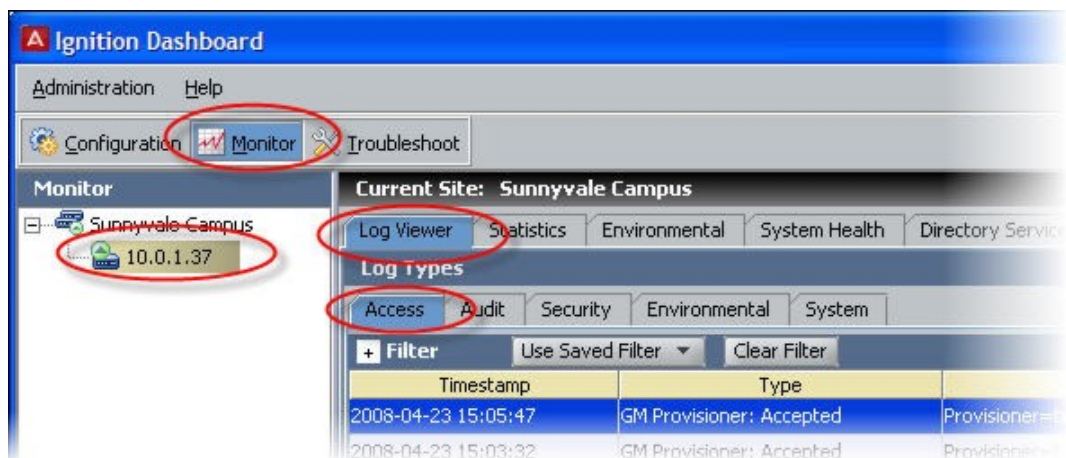 Ignition Dashboard
Administration Help
Configuration Monitor Troubleshoot
Monitor
Current Site: Sunnyvale Campus
Sunnyvale Campus
10.0.1.37
Log Viewer Statistics Environmental System Health Directory Service
Log Types
Access Audit Security Environmental System
+ Filter Use Saved Filter Clear Filter
Timestamp Type
2008-04-23 15:05:47 GM Provisioner: Accepted Provisioner=
2008-04-23 15:03:32 GM Provisioner: Accepted